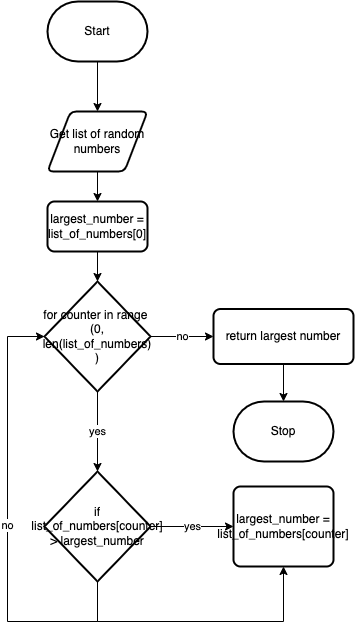 Start
Get list of random
numbers
largest_number =
list_of_numbers[0]
for counter in range
(0,
len(list_of_numbers)
)
no
return largest number
yes
Stop
if
list_of_numbers[counter]
> largest_number
yes
largest_number =
list_of_numbers[counter]
no